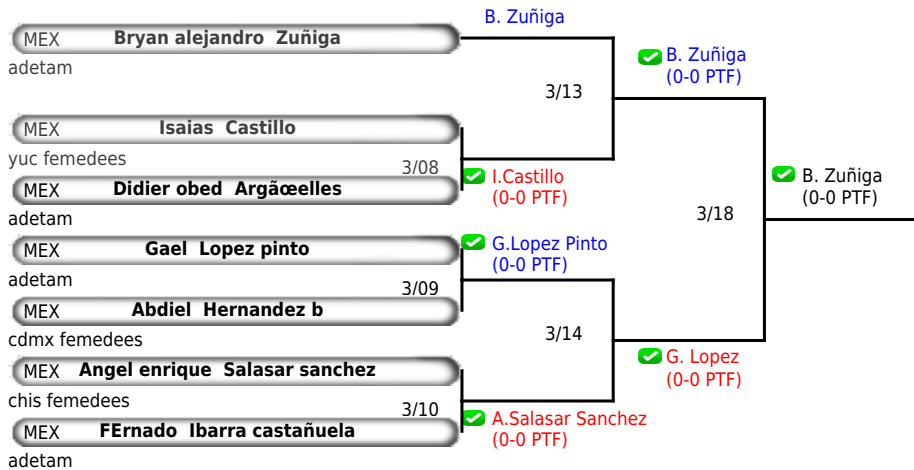 B. Zuñiga
MEX Bryan alejandro Zuñiga
adetam
B. Zuñiga
(0-0 PTF)
3/13
MEX Isaias Castillo
yuc femedees
3/08
I.Castillo
(0-0 PTF)
MEX Didier obed Argãœelles
adetam
B. Zuñiga
(0-0 PTF)
3/18
MEX Gael Lopez pinto
adetam
G.Lopez Pinto
(0-0 PTF)
3/09
MEX Abdiel Hernandez b
cdmx femedees
3/14
G. Lopez
(0-0 PTF)
MEX Angel enrique Salasar sanchez
chis femedees
3/10
A.Salasar Sanchez
(0-0 PTF)
MEX FErnado Ibarra castañuela
adetam